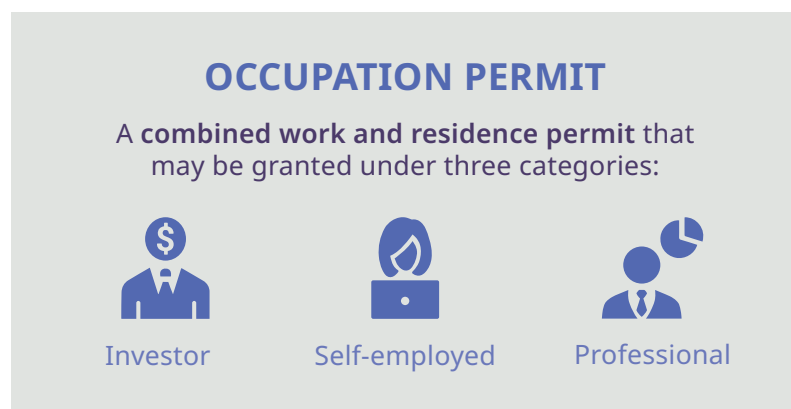 OCCUPATION PERMIT
A combined work and residence permit that
may be granted under three categories:
$
Investor
Self-employed
Professional